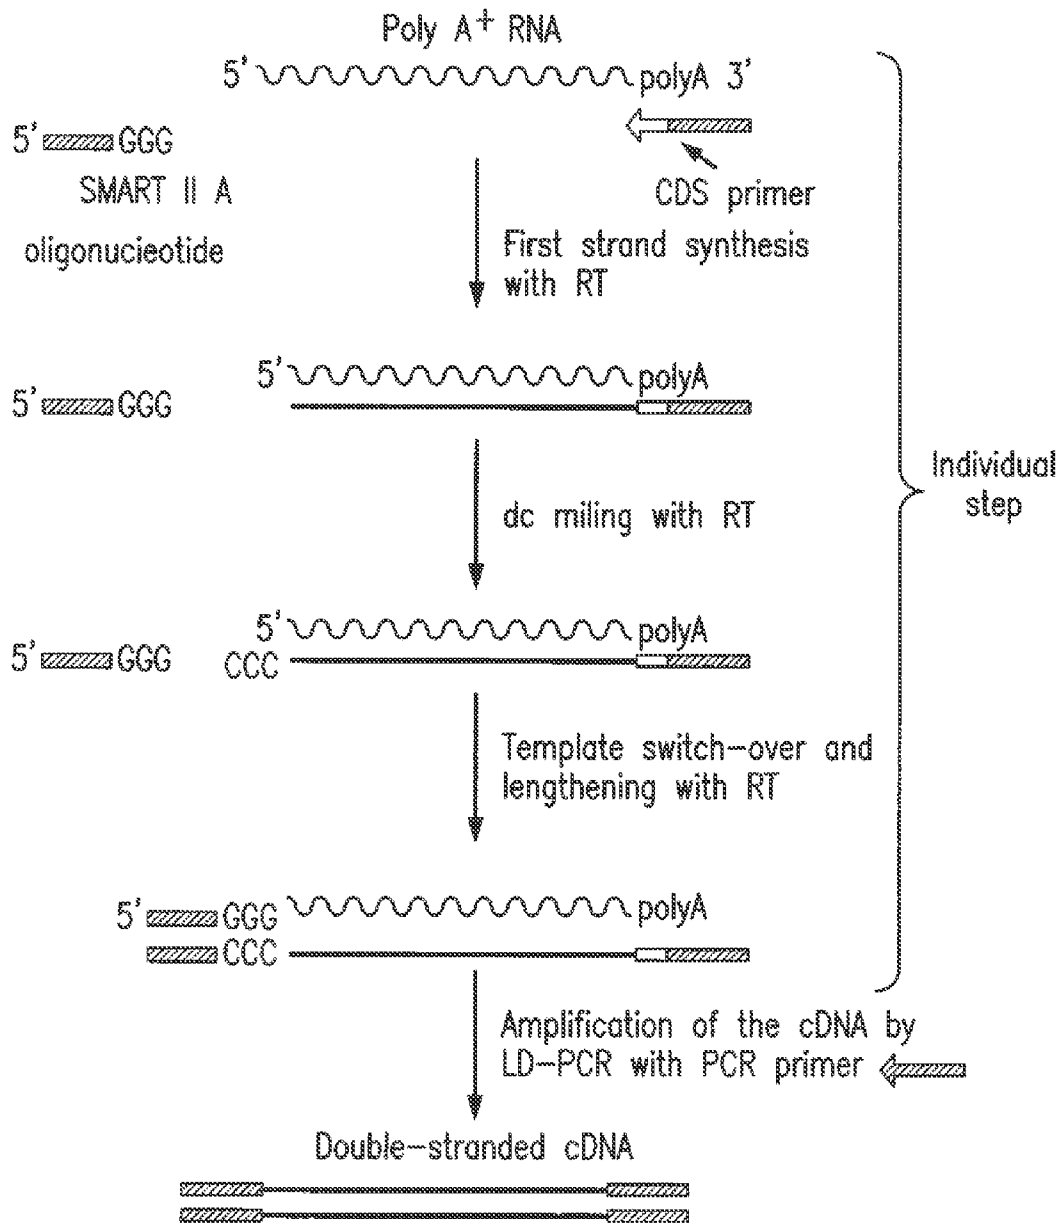 Poly A+ RNA
5' polyA 3'
5' GGG
SMART II A
oligonucieotide
CDS primer
First strand synthesis
with RT
5' polyA
5' GGG
dc miling with RT
5' polyA
5' GGG CCC
Template switch-over and
lengthening with RT
5' GGG polyA
CCC
Individual
step
Amplification of the cDNA by
LD-PCR with PCR primer
Double-stranded cDNA